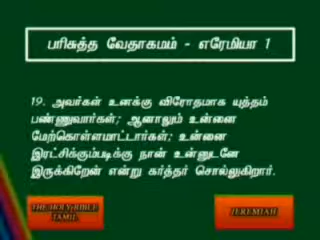 பரிசுத்த வேதாகமம் - எரேமியா 1
19. அவர்கள் உனக்கு விரோதமாக யுத்தம்
பண்ணுவார்கள்; ஆனாலும் உன்னை
மேற்கொள்ளமாட்டார்கள்; உன்னை
இரட்சிக்கும்படிக்கு நான் உன்னுடனே
இருக்கிறேன் என்று கர்த்தர் சொல்லுகிறார்.
THE HOLY BIBLE
TAMIL
JEREMIAH